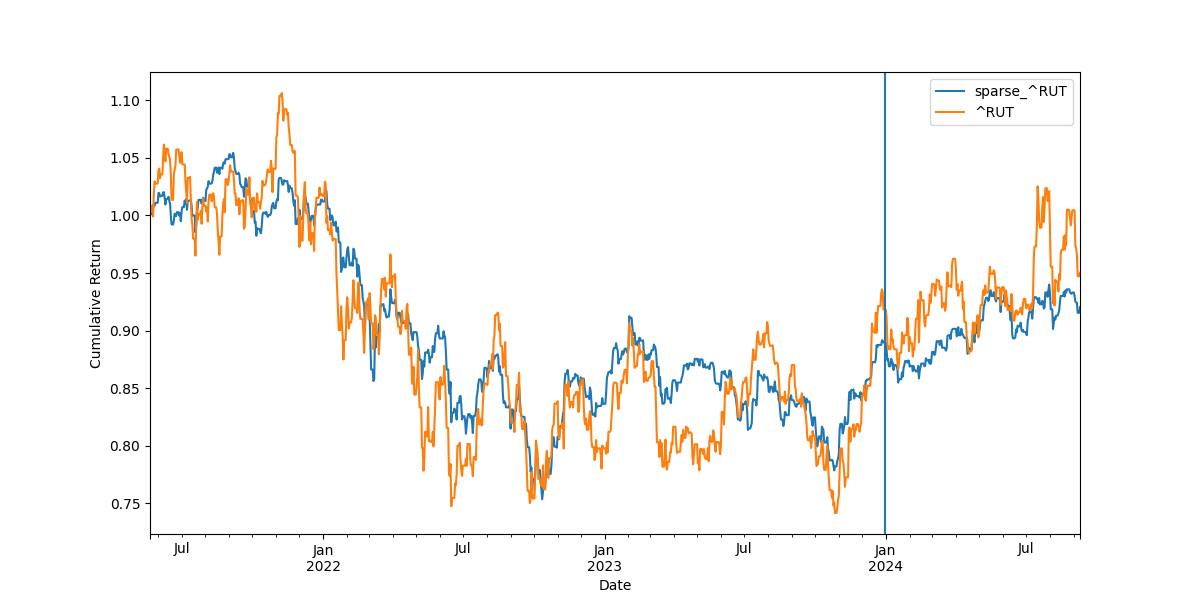 sparse_^RUT
^RUT
1.10
1.05
1.00
0.95
0.90
0.85
0.80
0.75
Cumulative Return
Jul
Jan
2022
Jul
Jan
2023
Jul
Jan
2024
Jul
Date